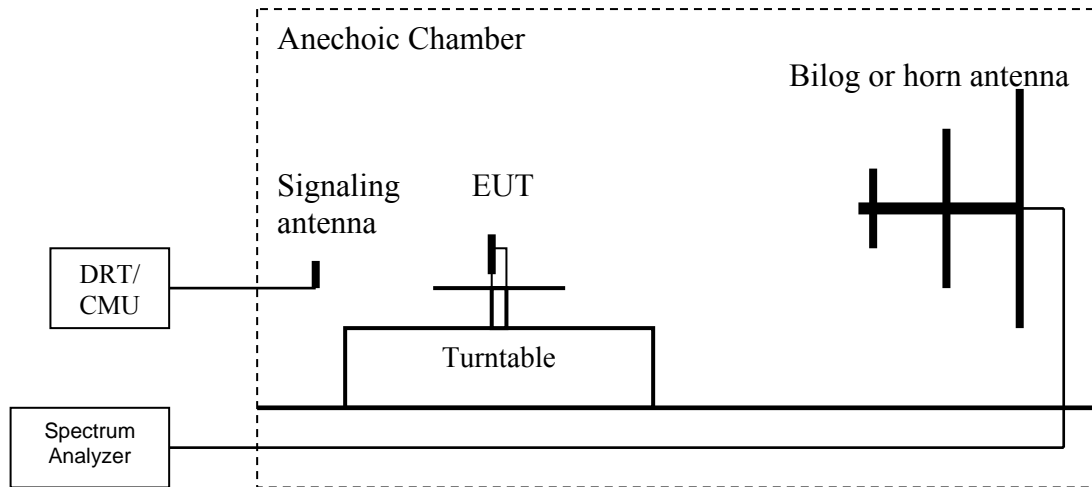 Anechoic Chamber
Bilog or horn antenna
Signaling
antenna
EUT
DRT/
CMU
Turntable
Spectrum
Analyzer